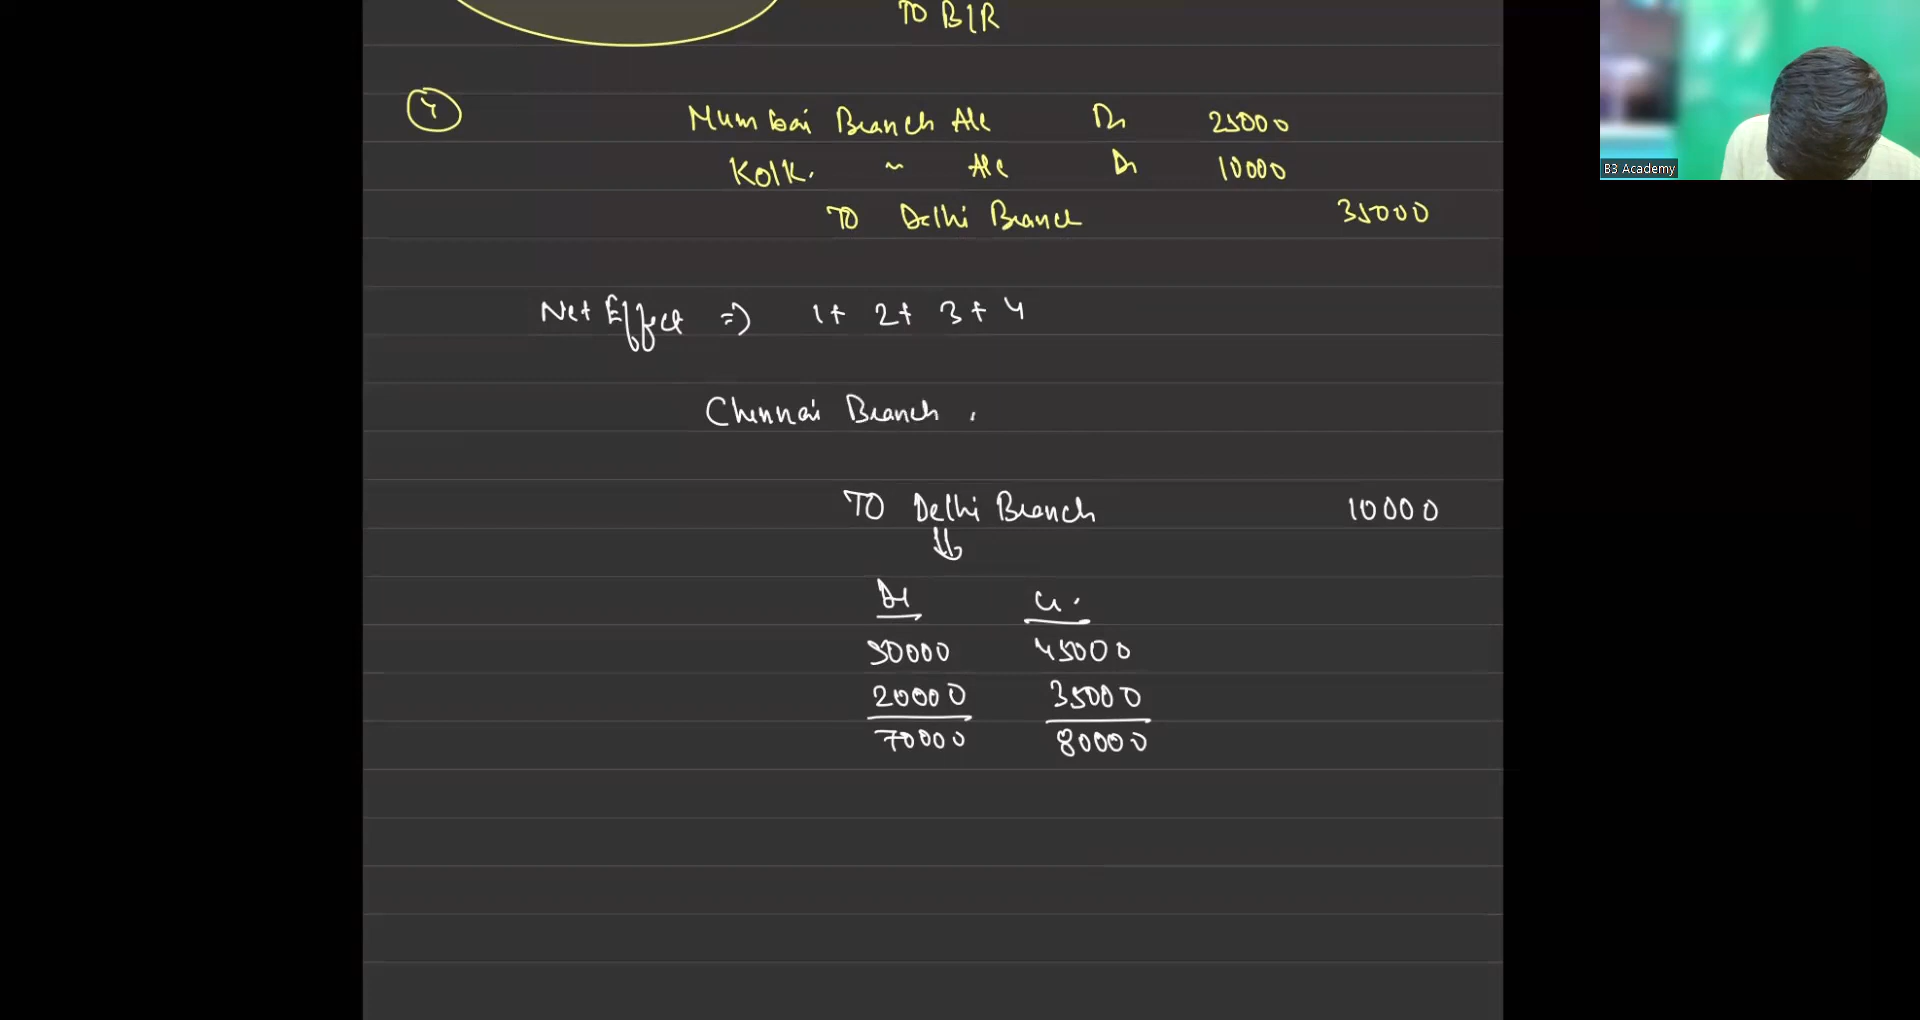 TO B/R
4
Mumbai Branch A/c Dr 25000
Kolk. ~ A/c Dr 10000
TO Delhi Branch 35000
Net Effect => 1+ 2+ 3+ 4
Chennai Branch .
TO Delhi Branch 10000
Dr Cr.
50000 45000
20000 35000
70000 80000
B3 Academy